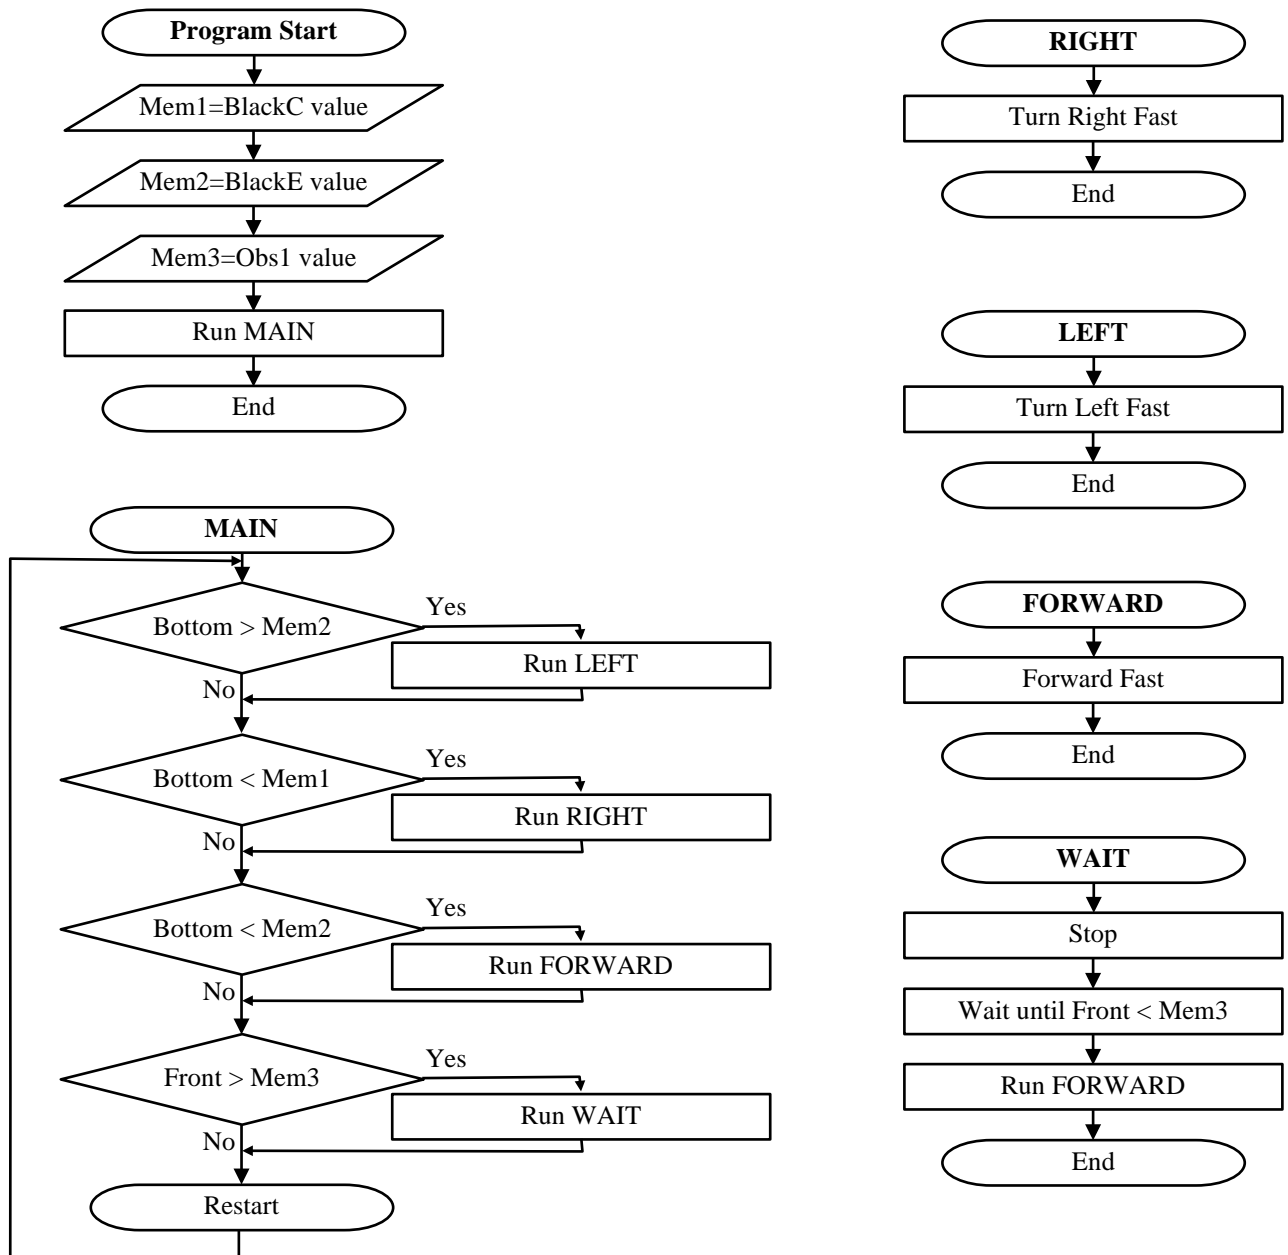 Program Start
Mem1=BlackC value
Mem2=BlackE value
Mem3=Obs1 value
Run MAIN
End
MAIN
Bottom > Mem2
Yes
Run LEFT
No
Bottom < Mem1
Yes
Run RIGHT
No
Bottom < Mem2
Yes
Run FORWARD
No
Front > Mem3
Yes
Run WAIT
No
Restart
RIGHT
Turn Right Fast
End
LEFT
Turn Left Fast
End
FORWARD
Forward Fast
End
WAIT
Stop
Wait until Front < Mem3
Run FORWARD
End